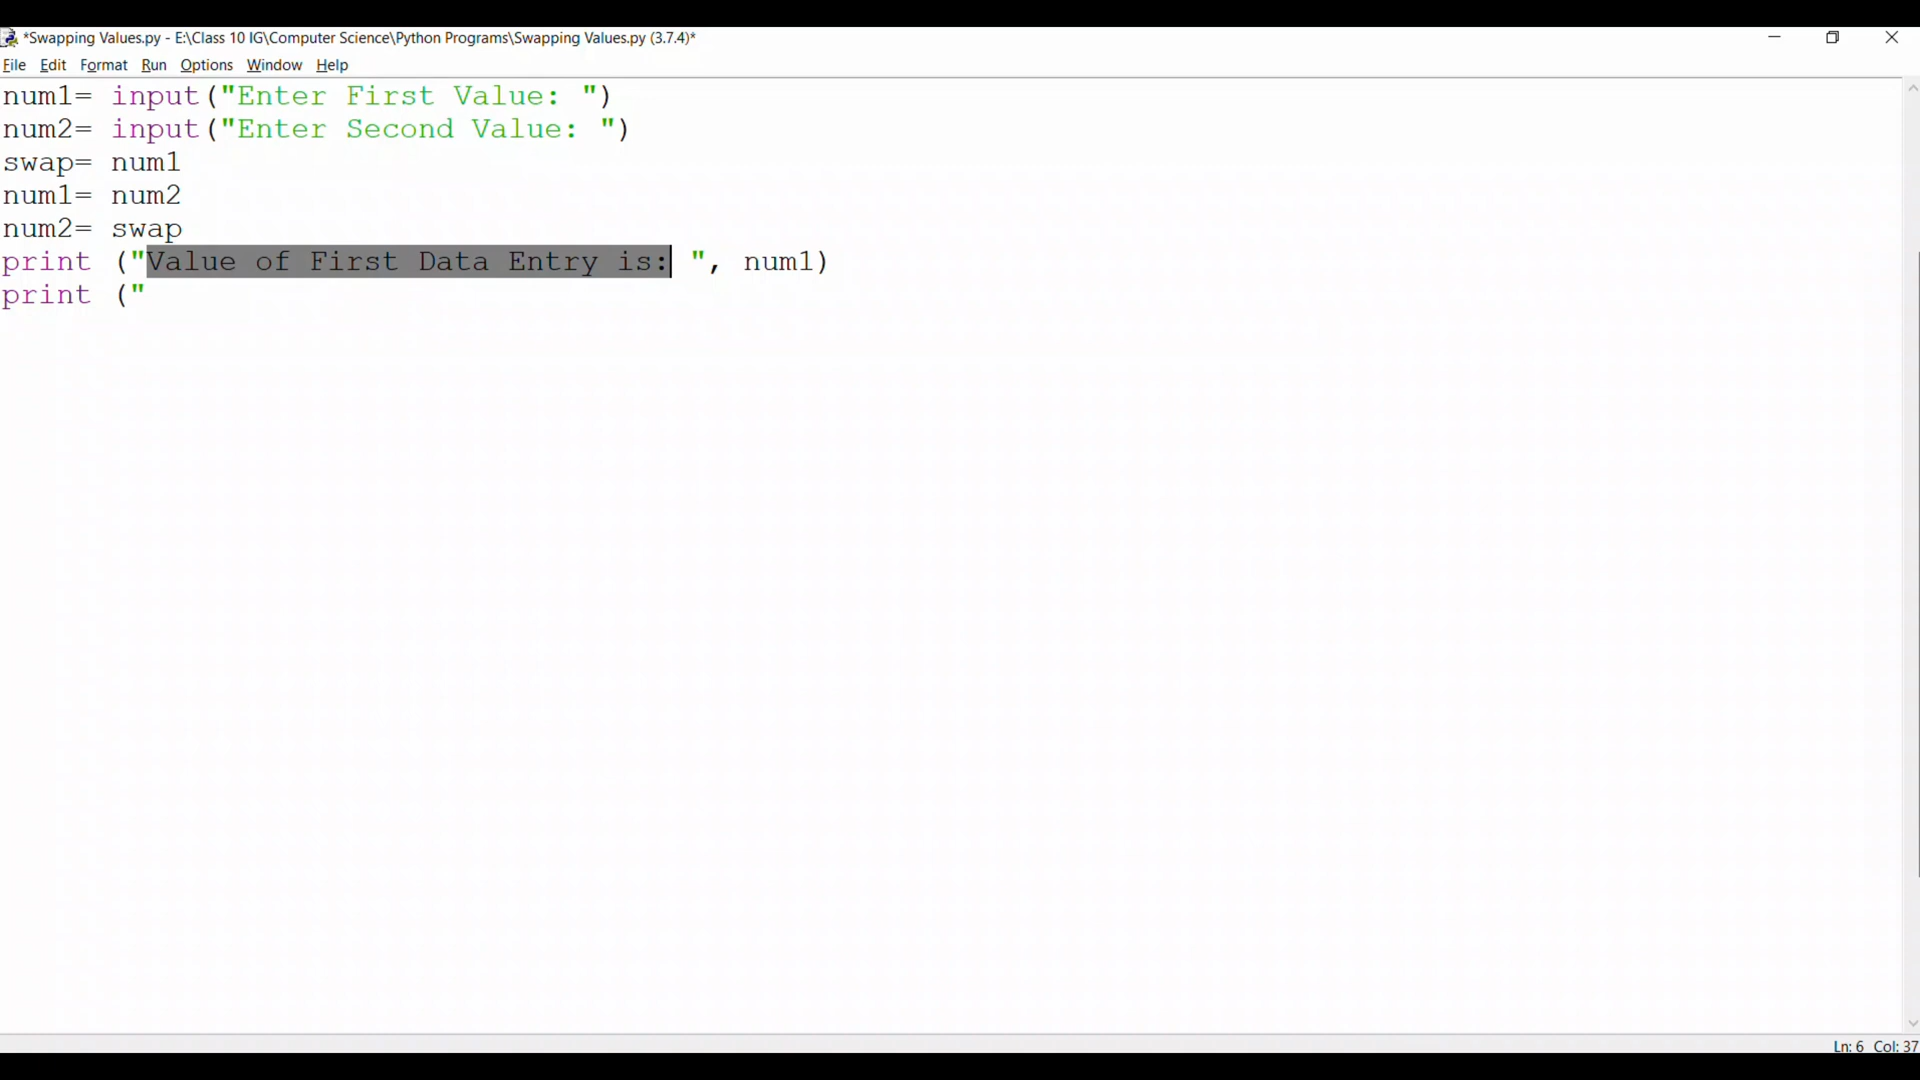 *Swapping Values.py - E:\Class 10 IG\Computer Science\Python Programs\Swapping Values.py (3.7.4)*
File Edit Format Run Options Window Help
num1= input("Enter First Value: ")
num2= input("Enter Second Value: ")
swap= num1
num1= num2
num2= swap
print ("Value of First Data Entry is: ", num1)
print ("
Ln: 6 Col: 37